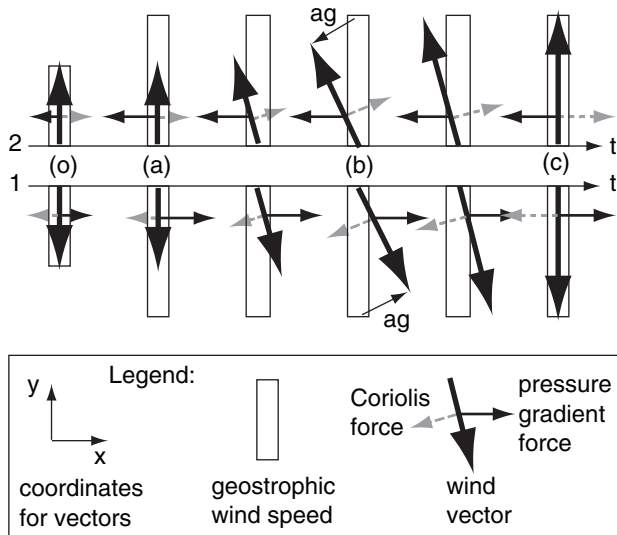 ag
2
t
(o) (a) (b) (c)
1
t
ag
Legend:
y
x
coordinates
for vectors
geostrophic
wind speed
Coriolis
force
pressure
gradient
force
wind
vector